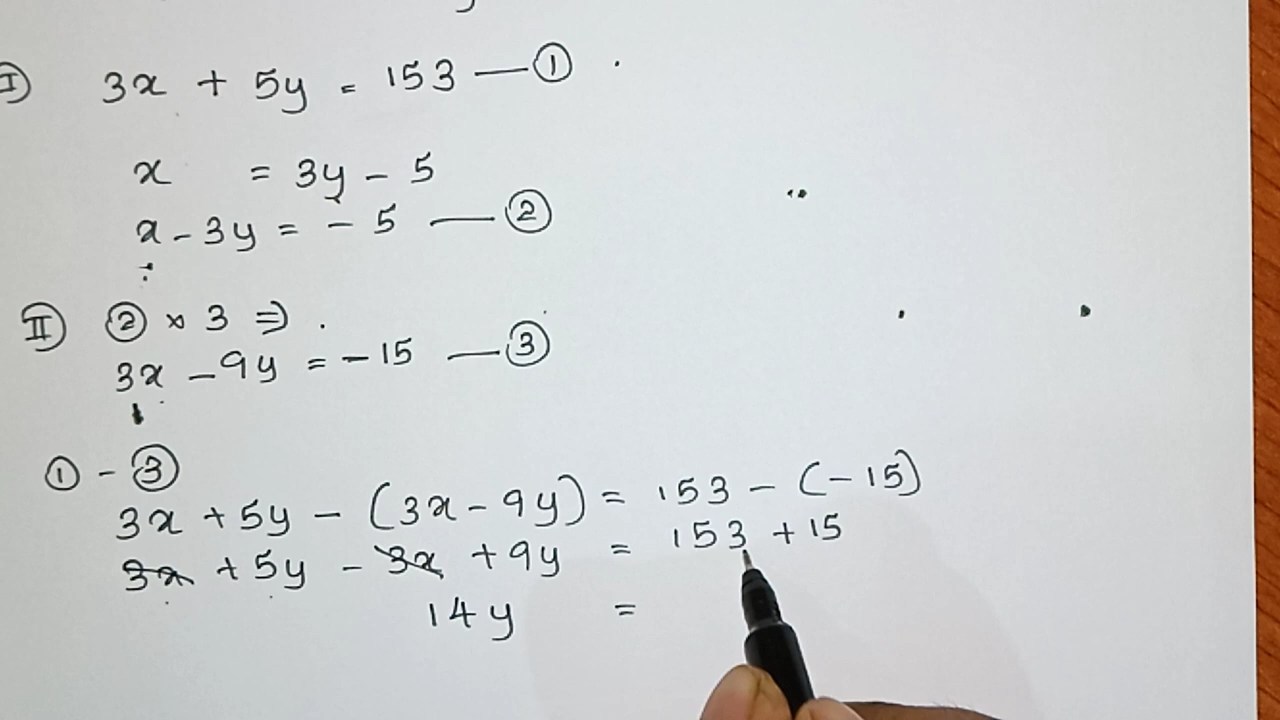 Ⅰ 3x + 5y = 153 — ①
x = 3y - 5
x - 3y = - 5 — ②
Ⅱ ② × 3 ⇒
3x - 9y = - 15 — ③
① - ③
3x + 5y - (3x - 9y) = 153 - (-15)
3x + 5y - 3x + 9y = 153 + 15
14y =